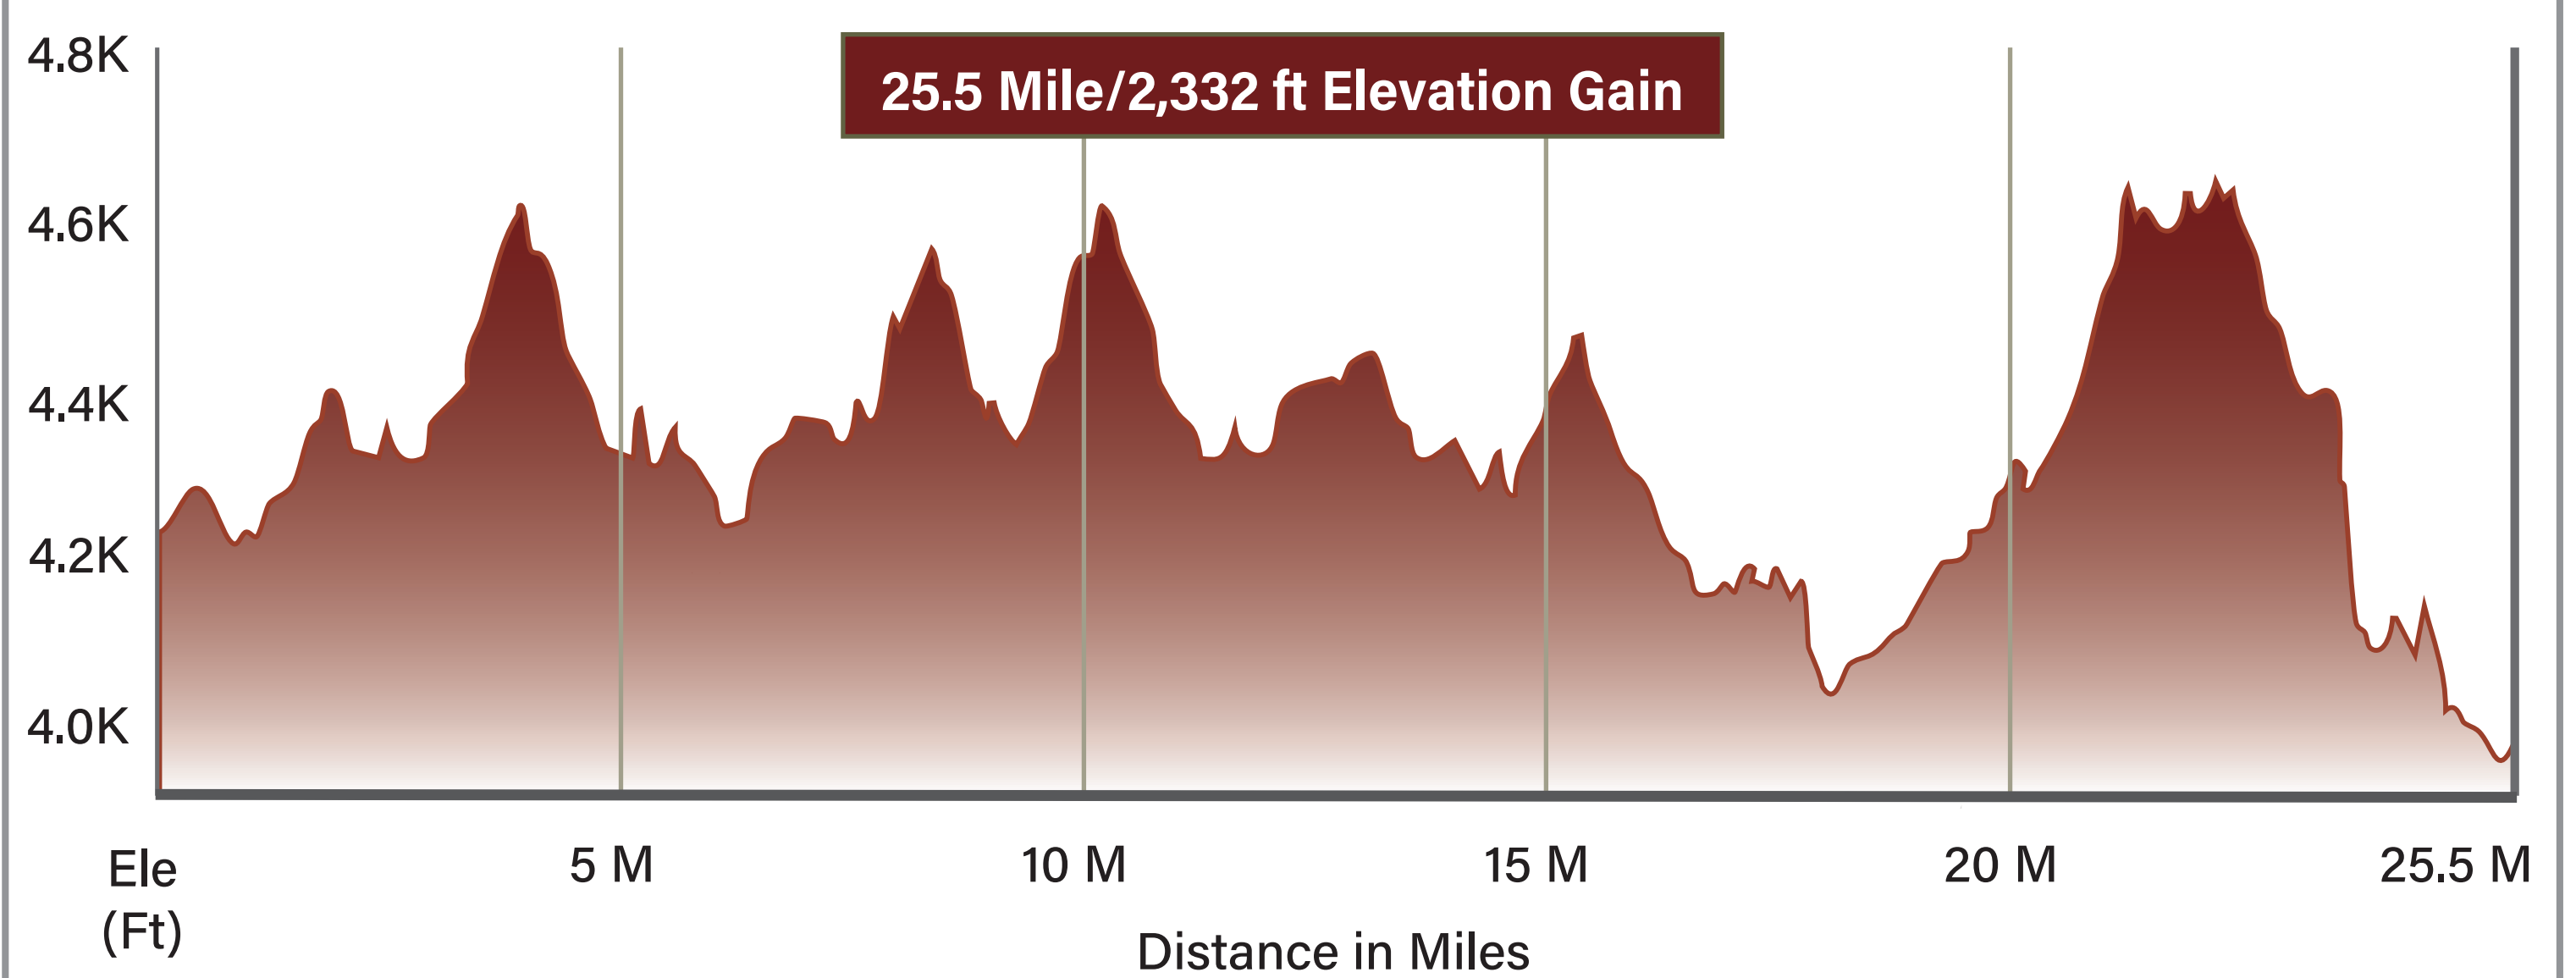 25.5 Mile/2,332 ft Elevation Gain
4.8K
4.6K
4.4K
4.2K
4.0K
Ele
(Ft)
5 M
10 M
15 M
20 M
25.5 M
Distance in Miles